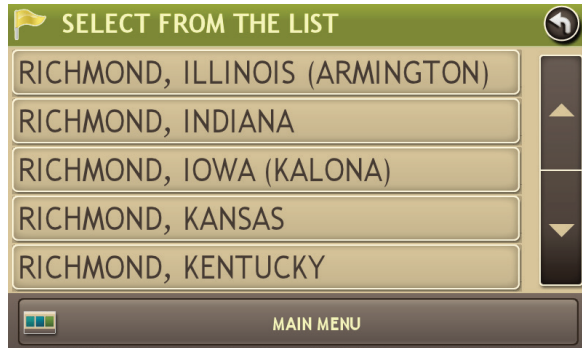 SELECT FROM THE LIST
RICHMOND, ILLINOIS (ARMINGTON)
RICHMOND, INDIANA
RICHMOND, IOWA (KALONA)
RICHMOND, KANSAS
RICHMOND, KENTUCKY
MAIN MENU